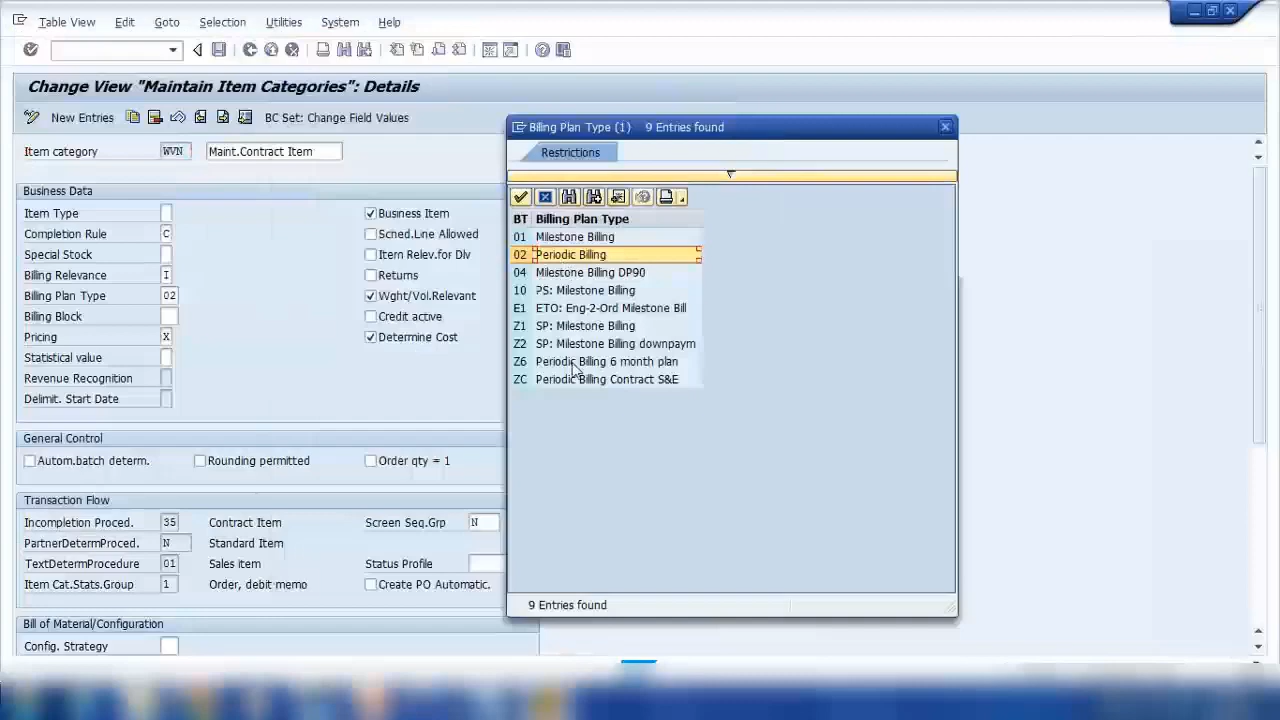 Table View Edit Goto Selection Utilities System Help
Change View "Maintain Item Categories": Details
New Entries BC Set: Change Field Values
Item category WVN Maint.Contract Item
Business Data
Item Type Business Item
Completion Rule C Sched.Line Allowed
Special Stock Item Relev.for Dlv
Billing Relevance I Returns
Billing Plan Type 02 Wght/Vol.Relevant
Billing Block Credit active
Pricing X Determine Cost
Statistical value
Revenue Recognition
Delimit. Start Date
General Control
Autom.batch determ. Rounding permitted Order qty = 1
Transaction Flow
Incompletion Proced. 35 Contract Item Screen Seq.Grp N
PartnerDetermProced. N Standard Item
TextDetermProcedure 01 Sales item Status Profile
Item Cat.Stats.Group 1 Order, debit memo Create PO Automatic.
Bill of Material/Configuration
Config. Strategy
Billing Plan Type (1) 9 Entries found
Restrictions
BT Billing Plan Type
01 Milestone Billing
02 Periodic Billing
04 Milestone Billing DP90
10 PS: Milestone Billing
E1 ETO: Eng-2-Ord Milestone Bill
Z1 SP: Milestone Billing
Z2 SP: Milestone Billing downpaym
Z6 Periodic Billing 6 month plan
ZC Periodic Billing Contract S&E
9 Entries found